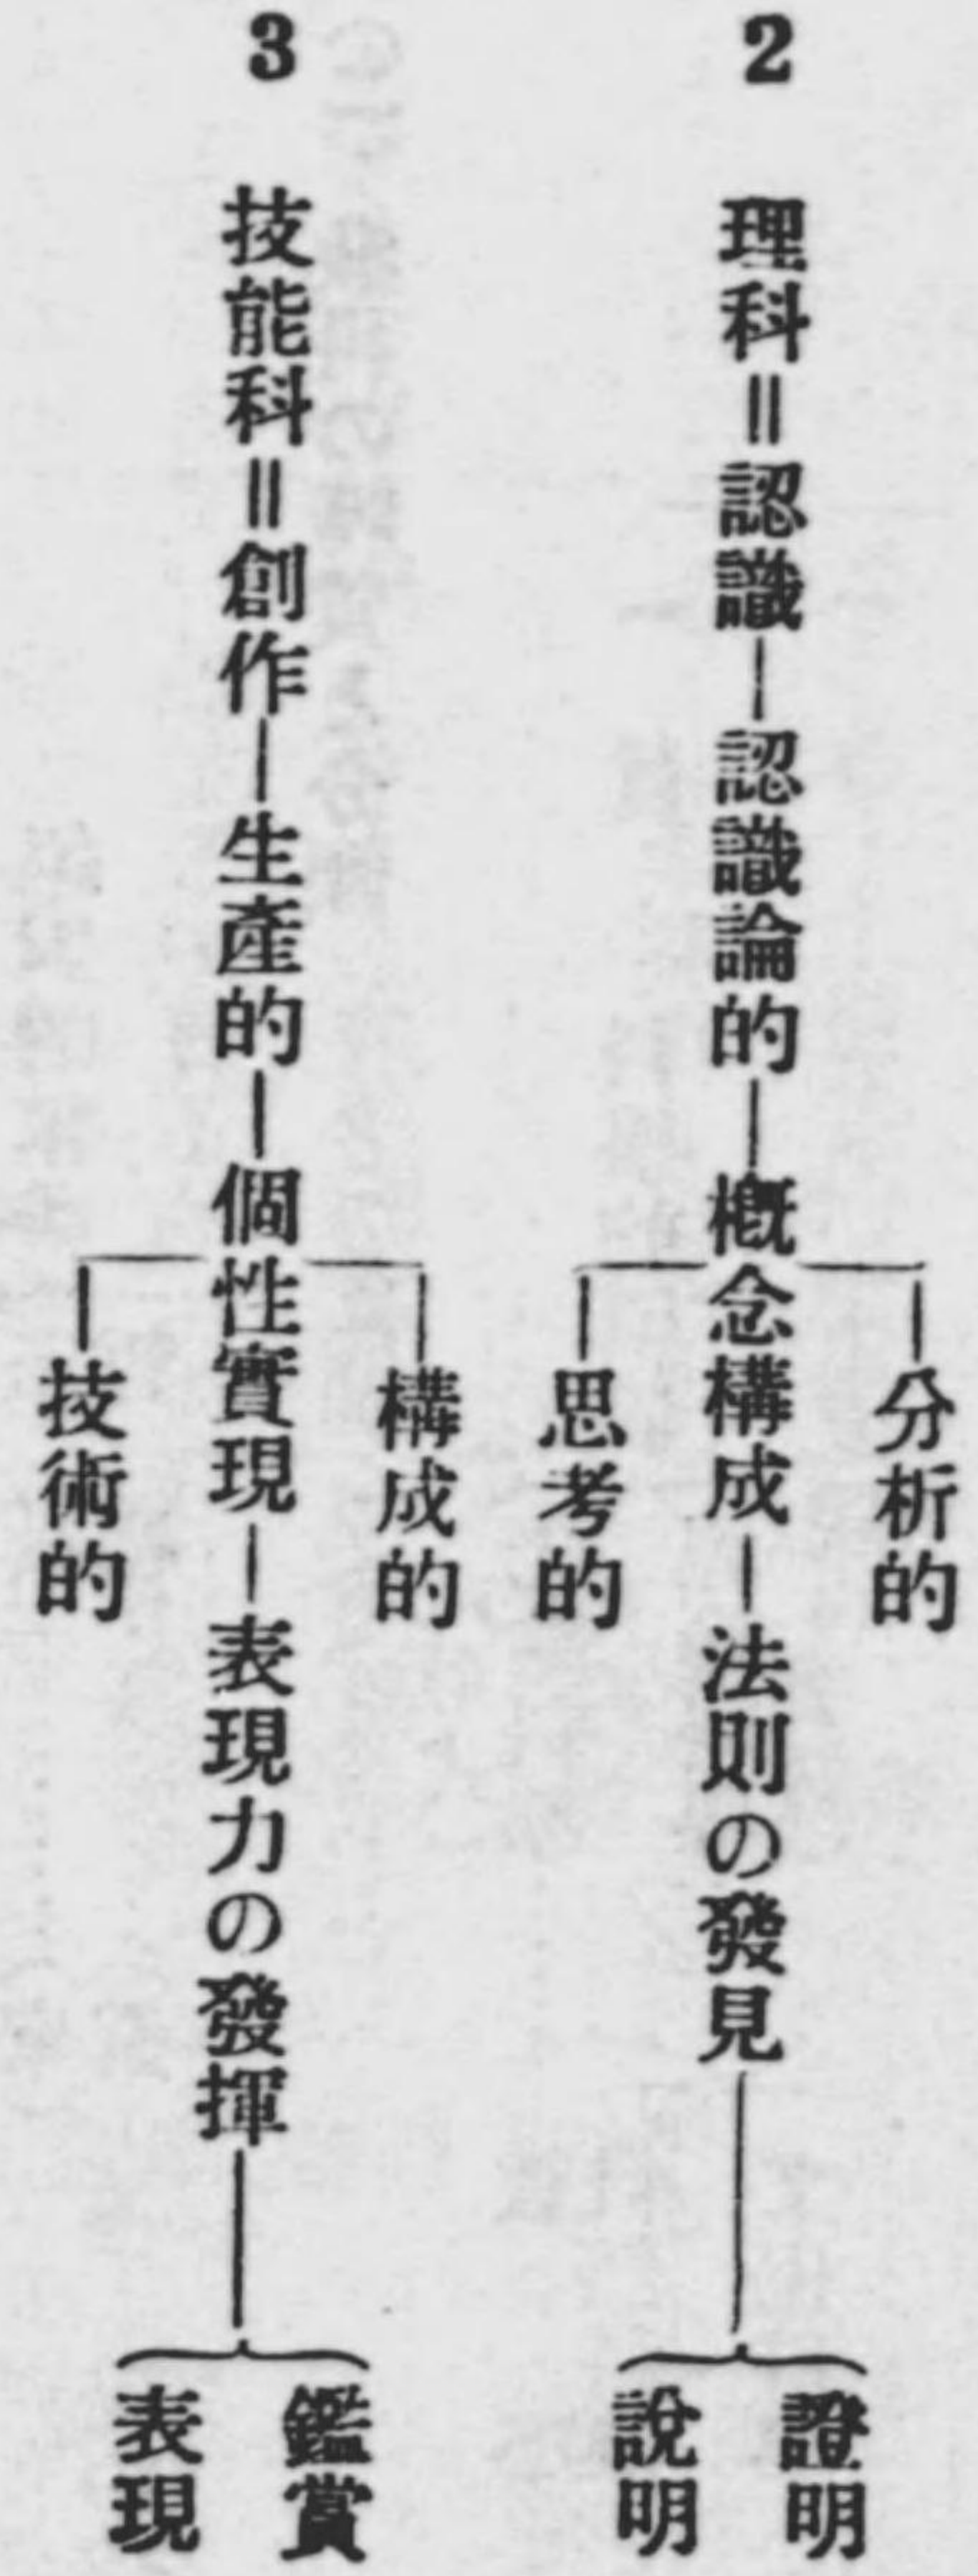 2 理科=認識―認識論的―概念構成―法則の發見―
分析的
思考的
證明
說明
3 技能科=創作―生產的―個性實現―表現力の發揮―
構成的
技術的
鑑賞
表現